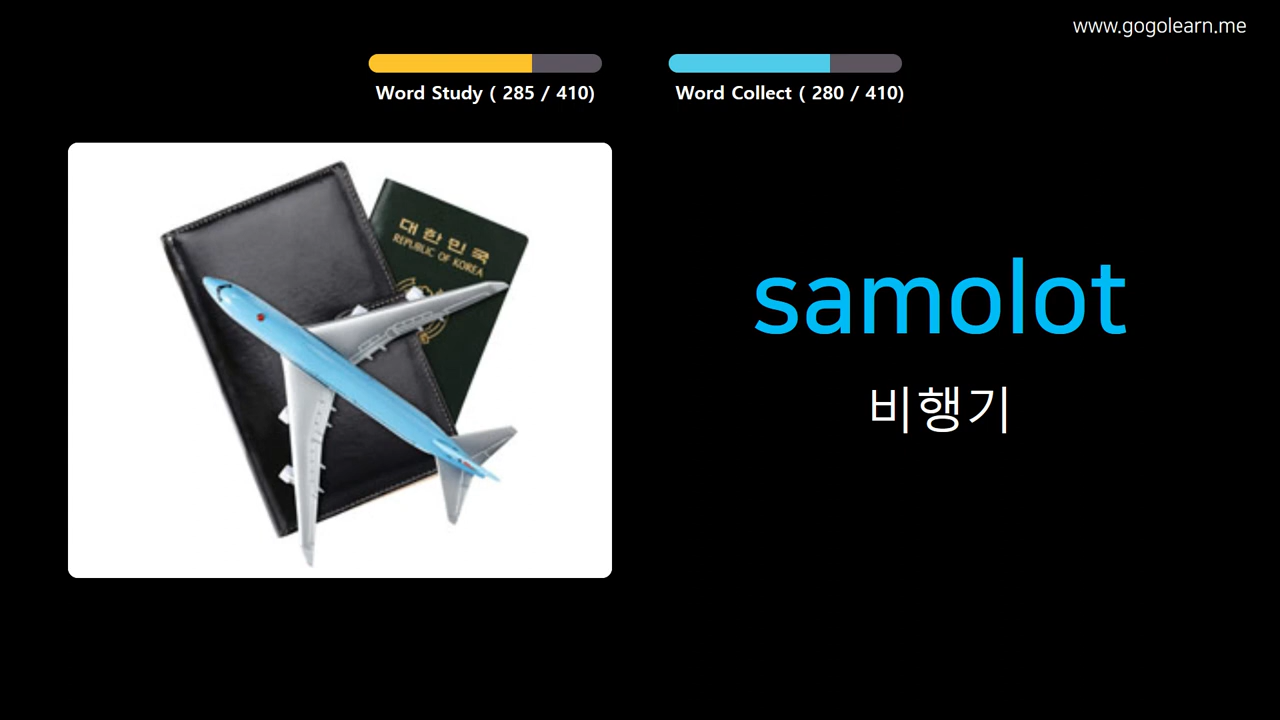 www.gogolearn.me
Word Study ( 285 / 410)
Word Collect ( 280 / 410)
대한민국
REPUBLIC OF KOREA
samolot
비행기